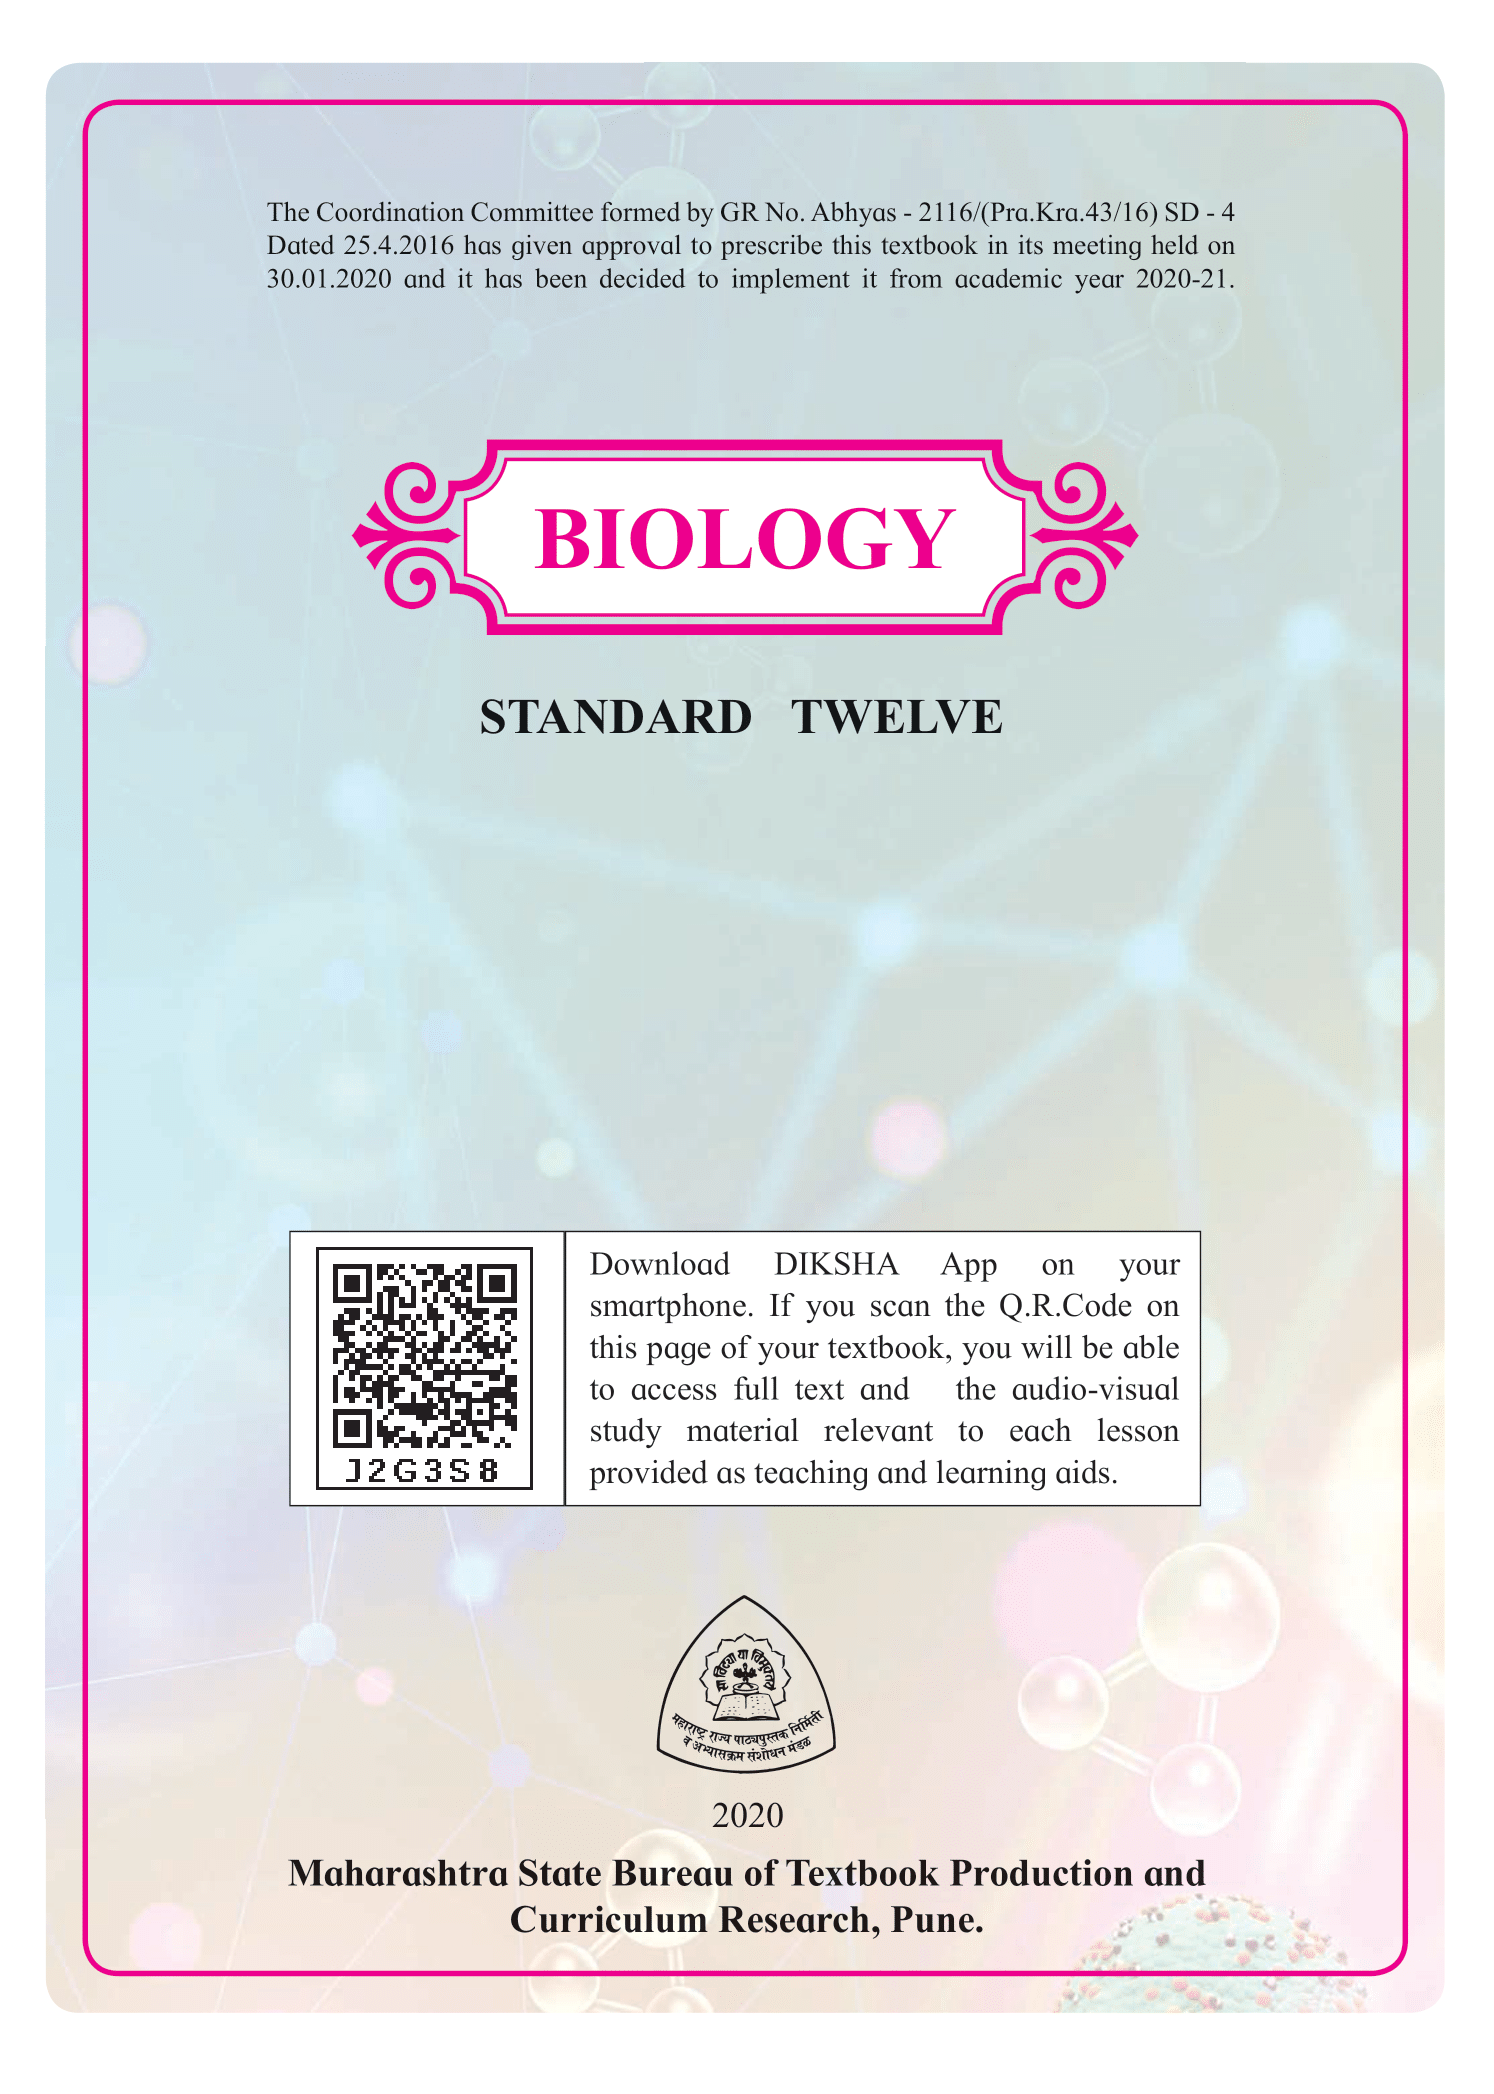 The Coordination Committee formed by GR No. Abhyas - 2116/(Pra.Kra.43/16) SD - 4
Dated 25.4.2016 has given approval to prescribe this textbook in its meeting held on
30.01.2020 and it has been decided to implement it from academic year 2020-21.
BIOLOGY
STANDARD TWELVE
J2G3S8
Download DIKSHA App on your
smartphone. If you scan the Q.R.Code on
this page of your textbook, you will be able
to access full text and the audio-visual
study material relevant to each lesson
provided as teaching and learning aids.
सा विद्या या विमुक्तये
महाराष्ट्र राज्य पाठ्यपुस्तक निर्मिती
व अभ्यासक्रम संशोधन मंडळ
2020
Maharashtra State Bureau of Textbook Production and
Curriculum Research, Pune.